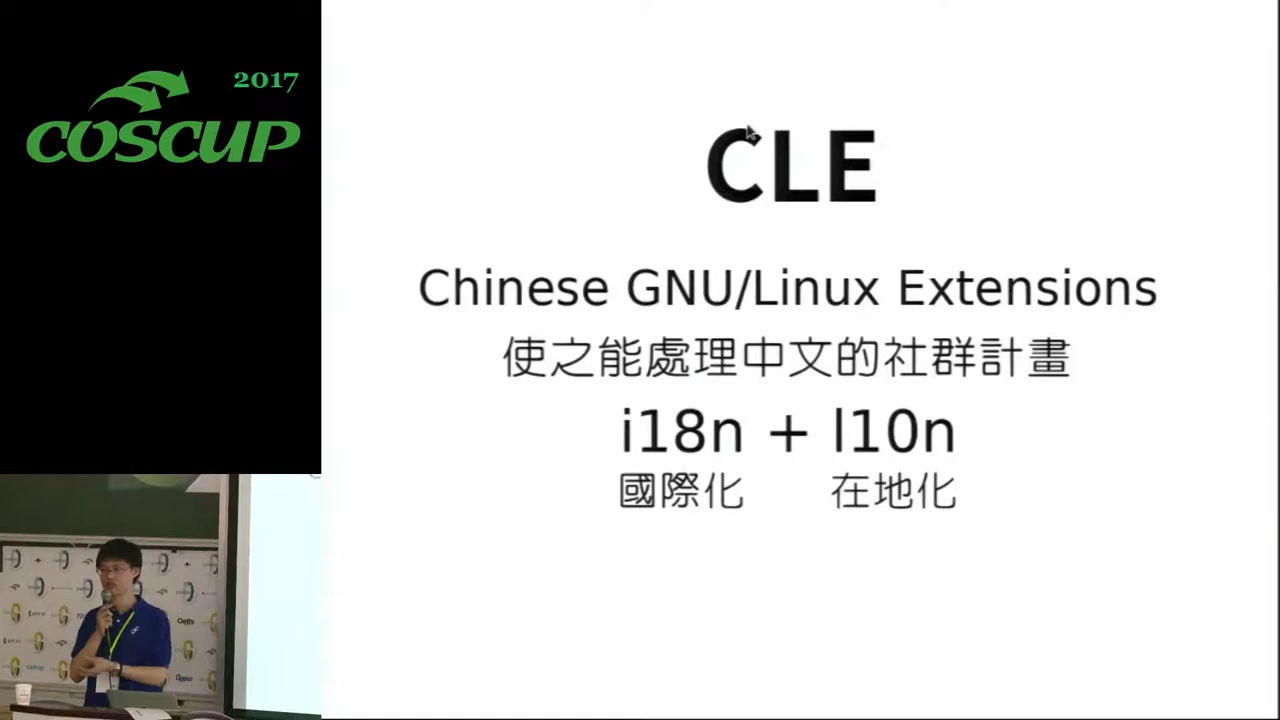 2017
COSCUP
CLE
Chinese GNU/Linux Extensions
使之能處理中文的社群計畫
i18n + l10n
國際化 在地化